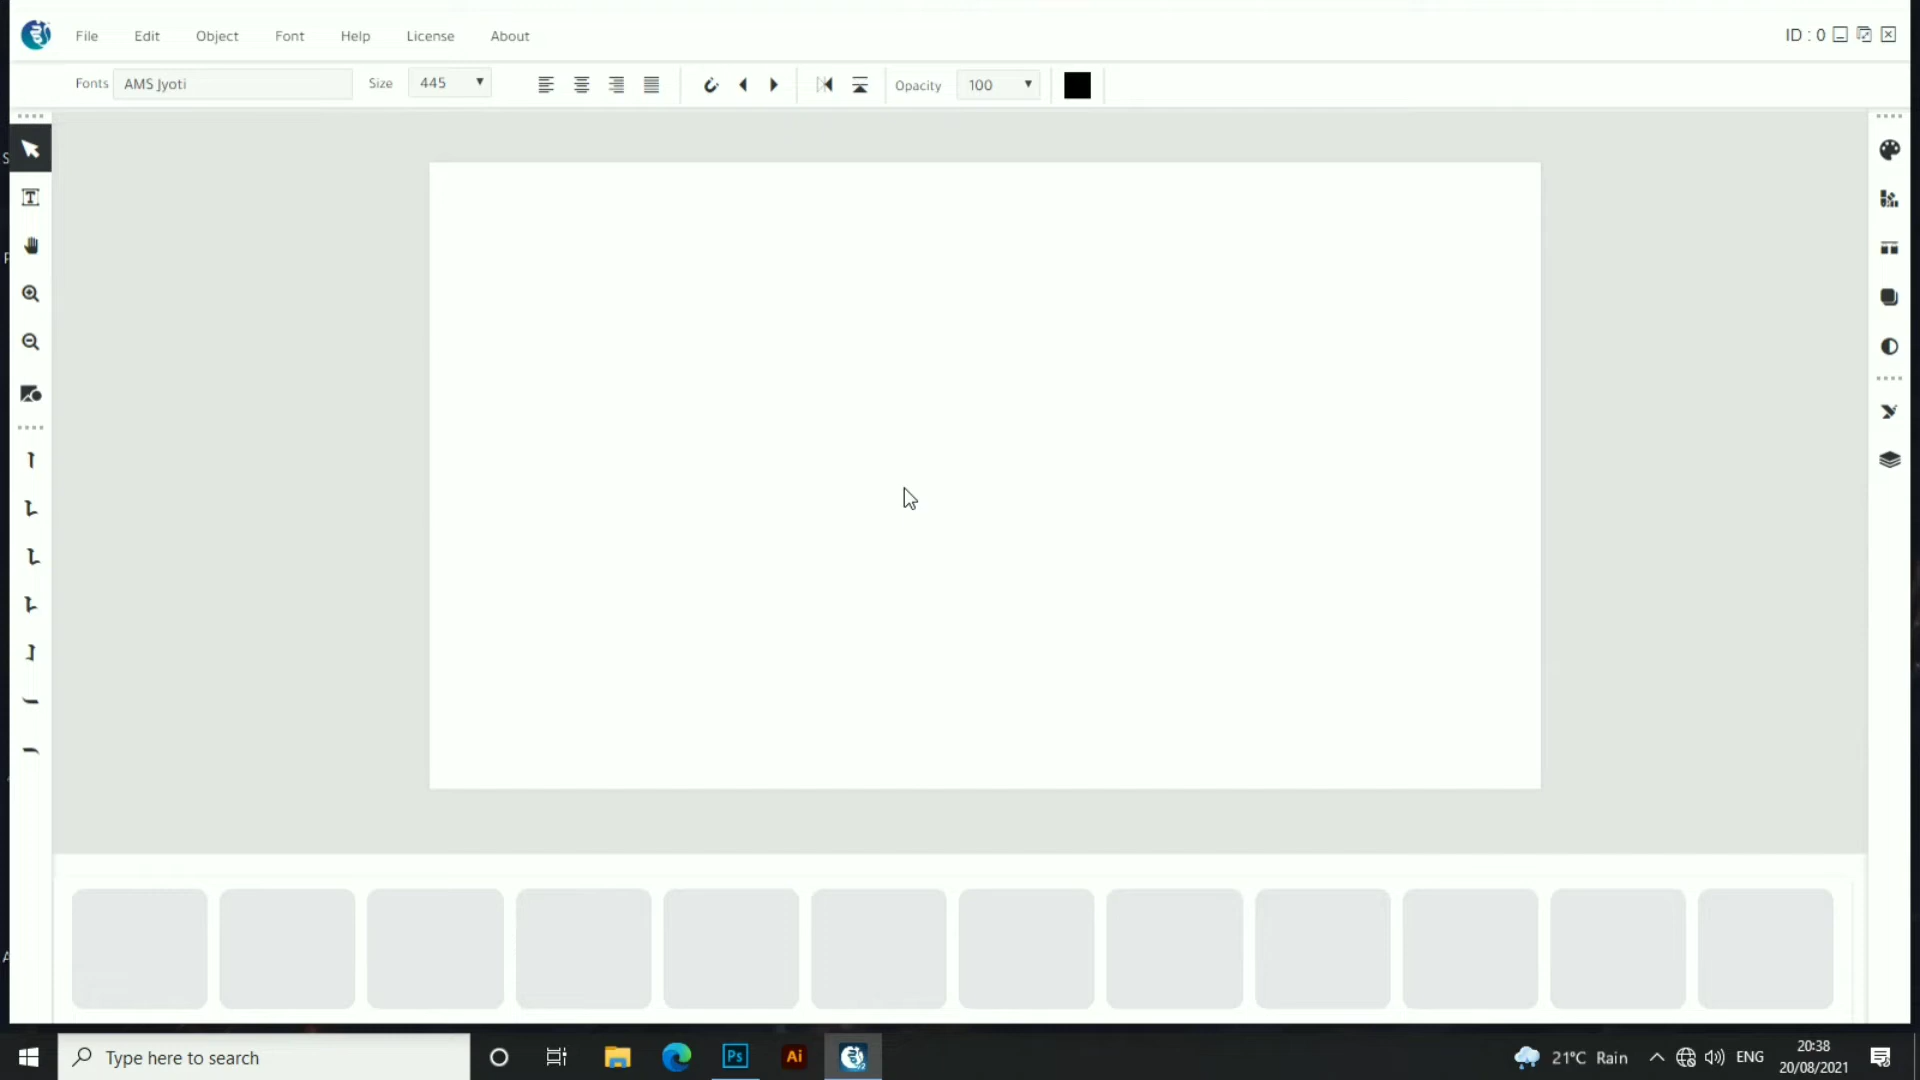 File Edit Object Font Help License About ID : 0
Fonts AMS Jyoti Size 445 Opacity 100
Type here to search Ps Ai 21°C Rain ENG 20:38
20/08/2021